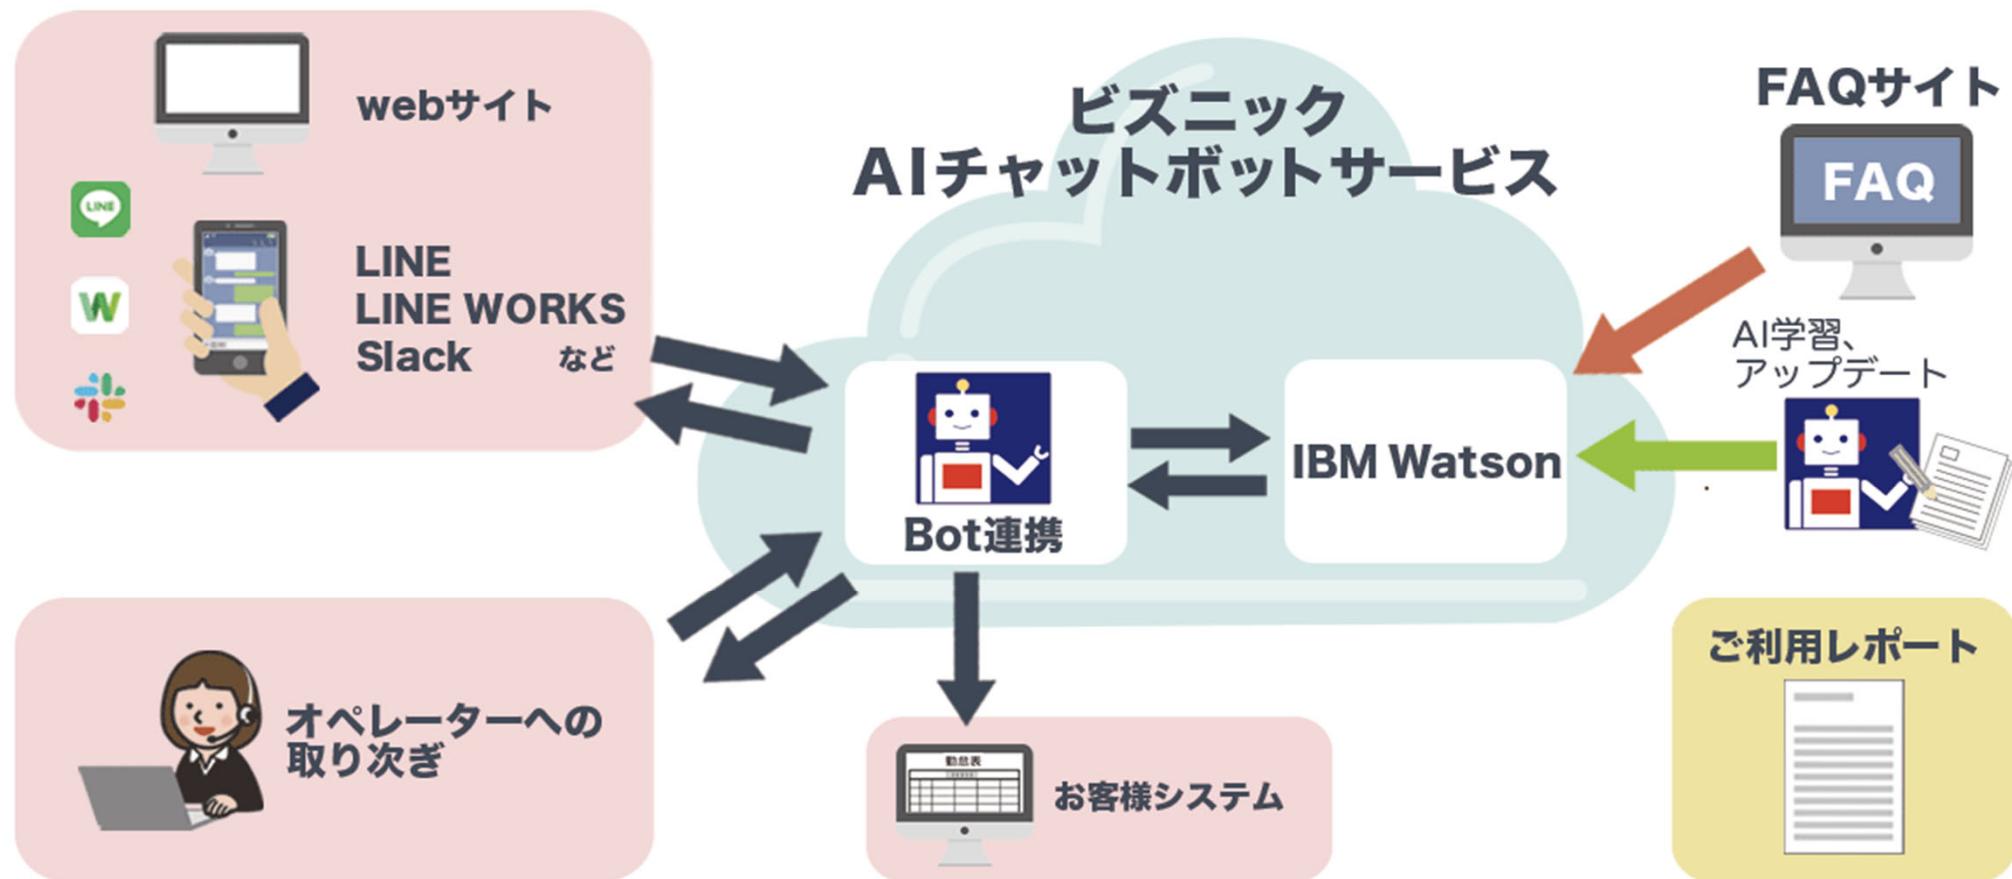 webサイト
LINE
LINE
LINE WORKS
Slack など
W
ビズニック
AIチャットボットサービス
Bot連携
IBM Watson
FAQサイト
FAQ
AI学習、
アップデート
オペレーターへの
取り次ぎ
勤怠表
お客様システム
ご利用レポート